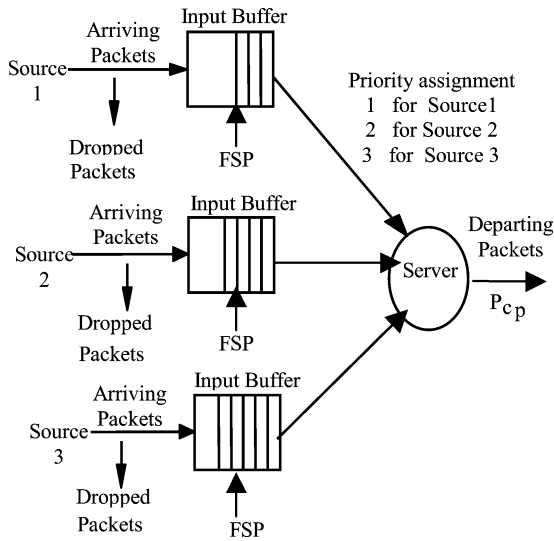 Input Buffer
Arriving
Packets
Source
1
Dropped
Packets
FSP
Priority assignment
1 for Source1
2 for Source 2
3 for Source 3
Input Buffer
Arriving
Packets
Source
2
Dropped
Packets
FSP
Server
Departing
Packets
Pcp
Input Buffer
Arriving
Packets
Source
3
Dropped
Packets
FSP